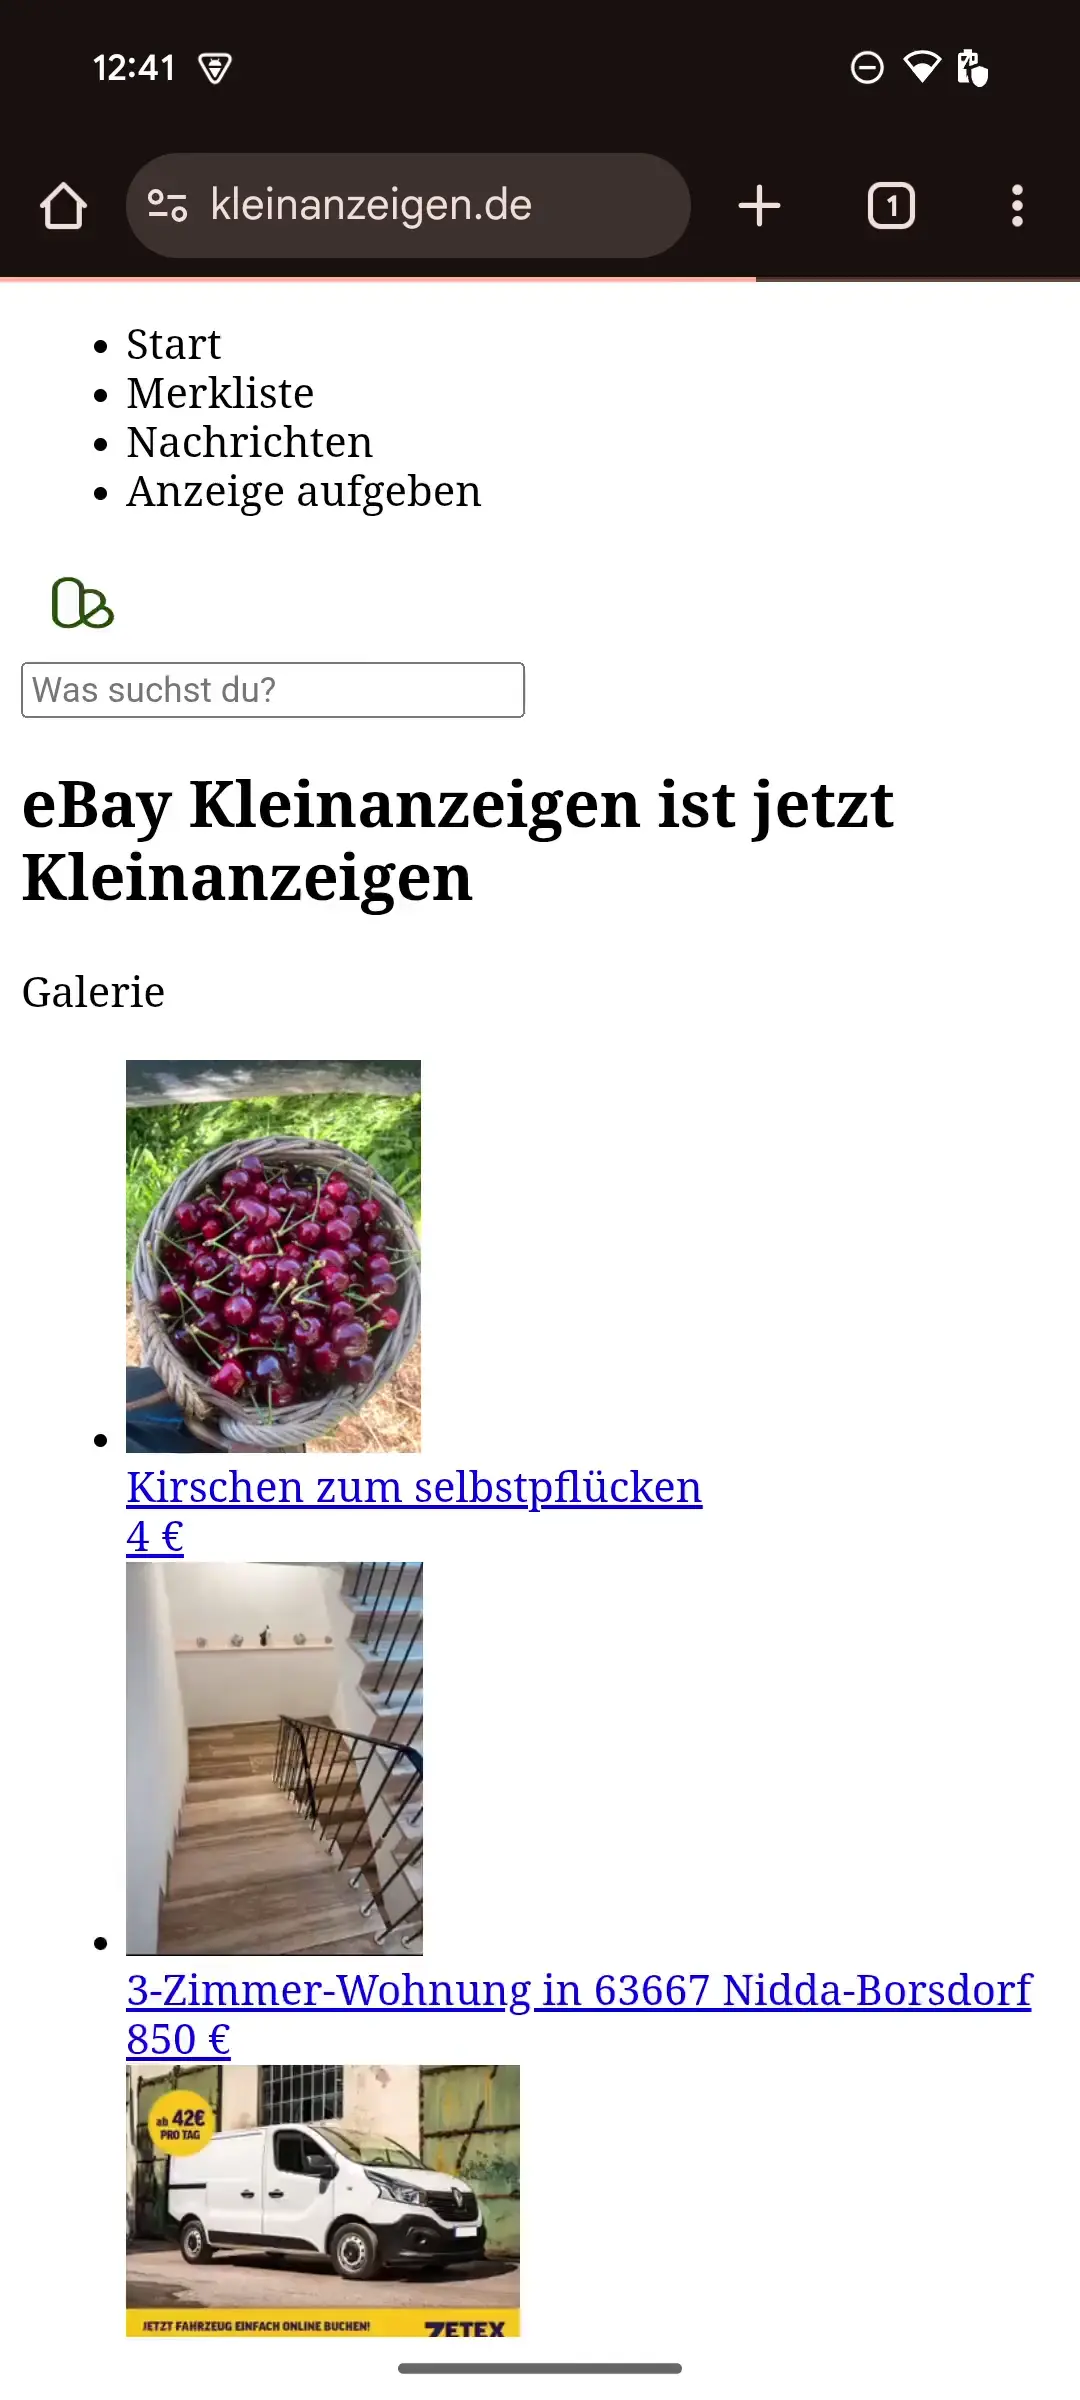 12:41
kleinanzeigen.de
1
Start
Merkliste
Nachrichten
Anzeige aufgeben
Was suchst du?
eBay Kleinanzeigen ist jetzt
Kleinanzeigen
Galerie
Kirschen zum selbstpflücken
4 €
3-Zimmer-Wohnung in 63667 Nidda-Borsdorf
850 €
ab 42€
PRO TAG
JETZT FAHRZEUG EINFACH ONLINE BUCHEN!
ZETEX